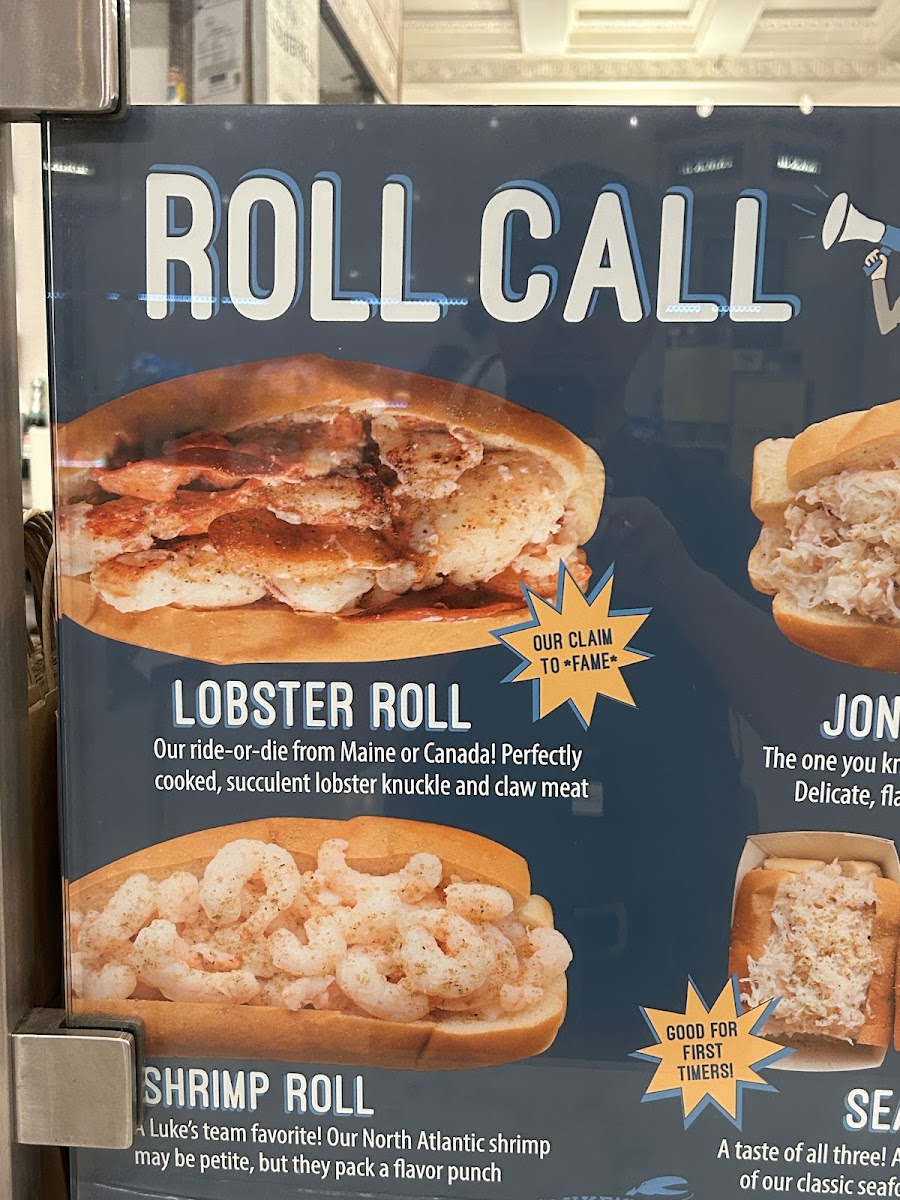 ROLL CALL
OUR CLAIM
TO *FAME*
LOBSTER ROLL
Our ride-or-die from Maine or Canada! Perfectly
cooked, succulent lobster knuckle and claw meat
JON
The one you kn
Delicate, fla
SHRIMP ROLL
A Luke's team favorite! Our North Atlantic shrimp
may be petite, but they pack a flavor punch
GOOD FOR
FIRST
TIMERS!
SEA
A taste of all three! A
of our classic seafo